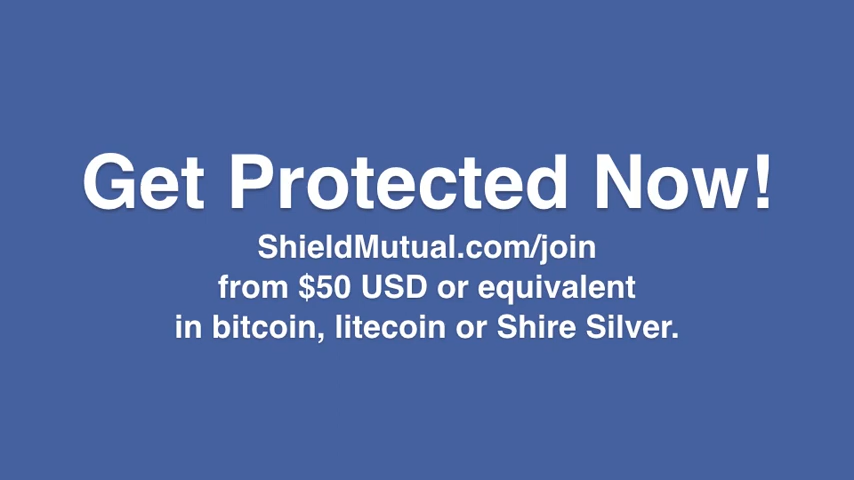 Get Protected Now!
ShieldMutual.com/join
from $50 USD or equivalent
in bitcoin, litecoin or Shire Silver.